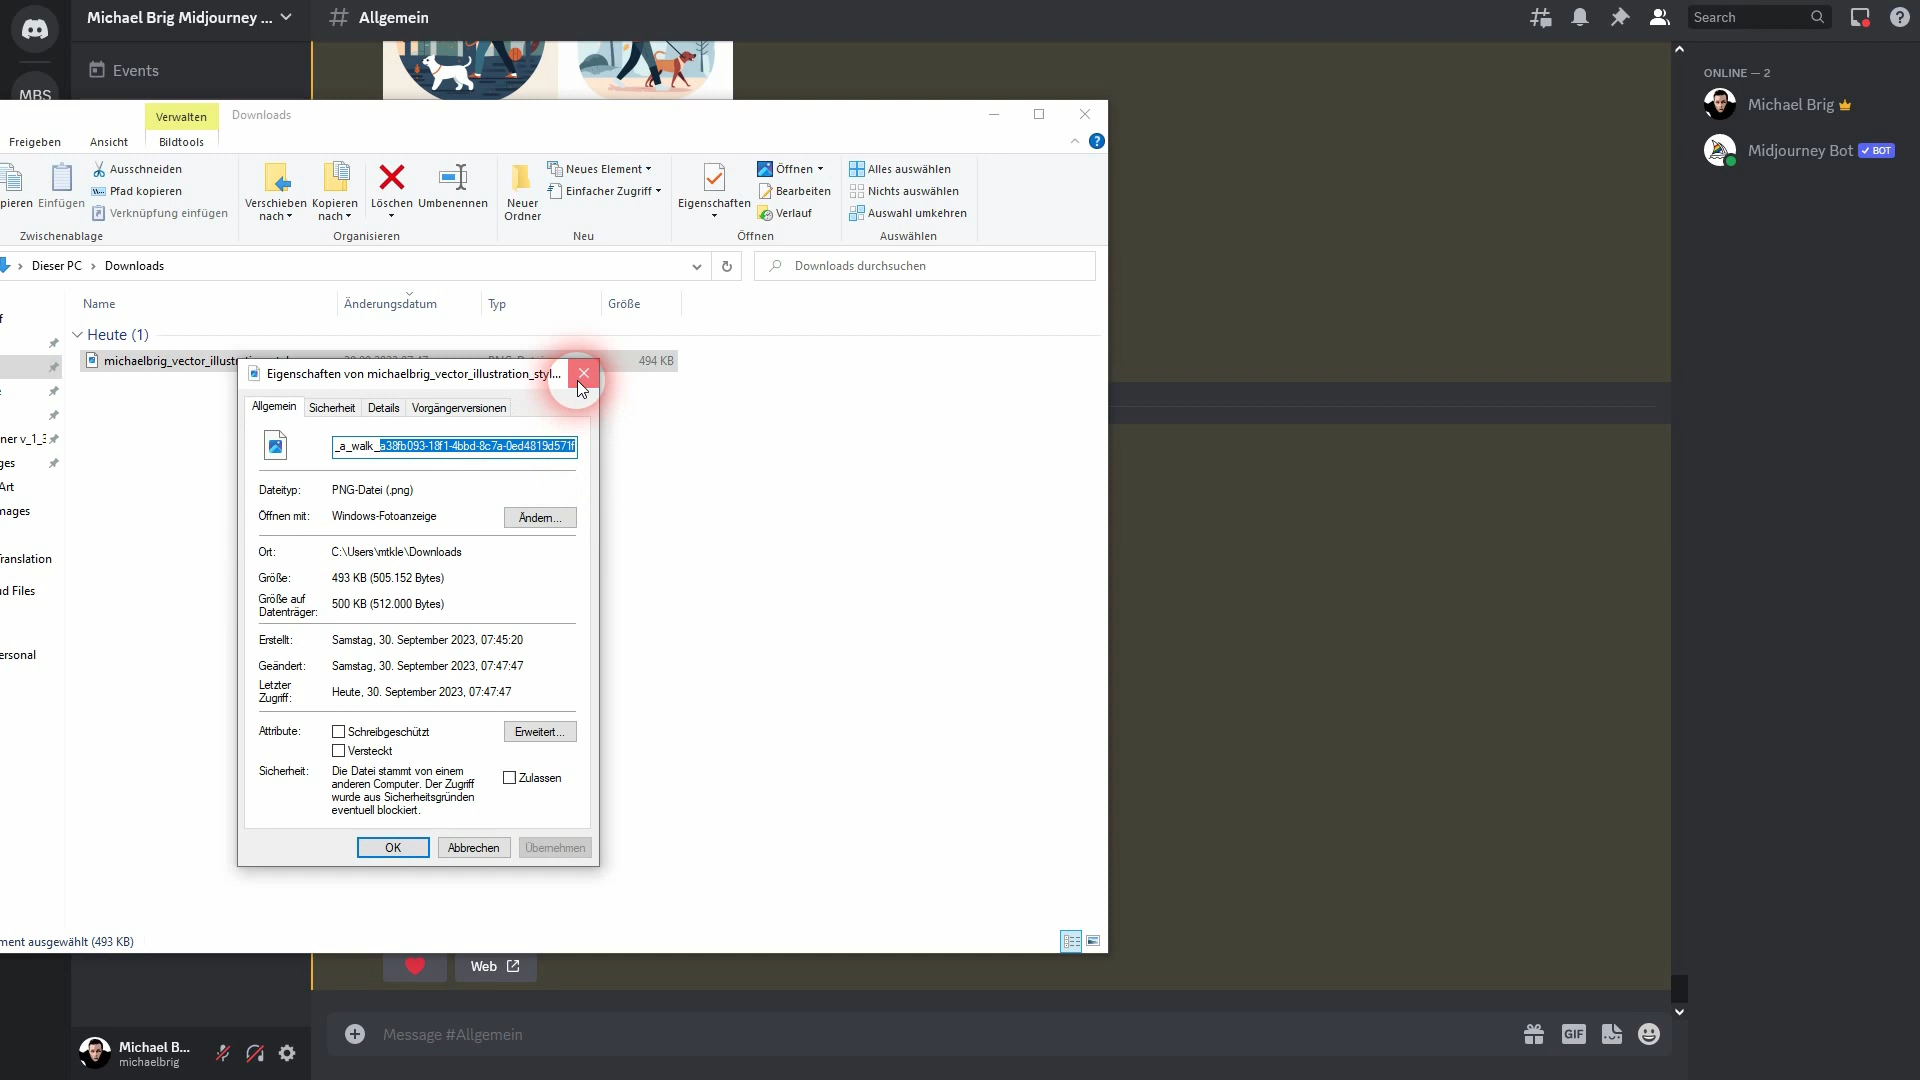 Michael Brig Midjourney ...
Allgemein
Search
Events
MBS
ONLINE — 2
Michael Brig
Midjourney Bot
BOT
Verwalten
Downloads
Freigeben
Ansicht
Bildtools
Ausschneiden
Pfad kopieren
Verknüpfung einfügen
pieren
Einfügen
Zwischenablage
Verschieben nach
Kopieren nach
Löschen
Umbenennen
Organisieren
Neuer Ordner
Neues Element
Einfacher Zugriff
Neu
Eigenschaften
Öffnen
Bearbeiten
Verlauf
Öffnen
Alles auswählen
Nichts auswählen
Auswahl umkehren
Auswählen
Dieser PC > Downloads
Downloads durchsuchen
Name
Änderungsdatum
Typ
Größe
Heute (1)
494 KB
ner v_1_3
ges
Art
mages
ranslation
d Files
ersonal
Eigenschaften von michaelbrig_vector_illustration_styl...
Allgemein
Sicherheit
Details
Vorgängerversionen
_a_walk_a38fb093-18f1-4bbd-8c7a-0ed4819d571f
Dateityp: PNG-Datei (.png)
Öffnen mit: Windows-Fotoanzeige
Ändern...
Ort: C:\Users\mtkle\Downloads
Größe: 493 KB (505.152 Bytes)
Größe auf Datenträger: 500 KB (512.000 Bytes)
Erstellt: Samstag, 30. September 2023, 07:45:20
Geändert: Samstag, 30. September 2023, 07:47:47
Letzter Zugriff: Heute, 30. September 2023, 07:47:47
Attribute: Schreibgeschützt
Erweitert...
Versteckt
Sicherheit: Die Datei stammt von einem
anderen Computer. Der Zugriff
wurde aus Sicherheitsgründen
eventuell blockiert.
Zulassen
OK
Abbrechen
Übernehmen
ment ausgewählt (493 KB)
Web
Message #Allgemein
GIF
Michael B...
michaelbrig